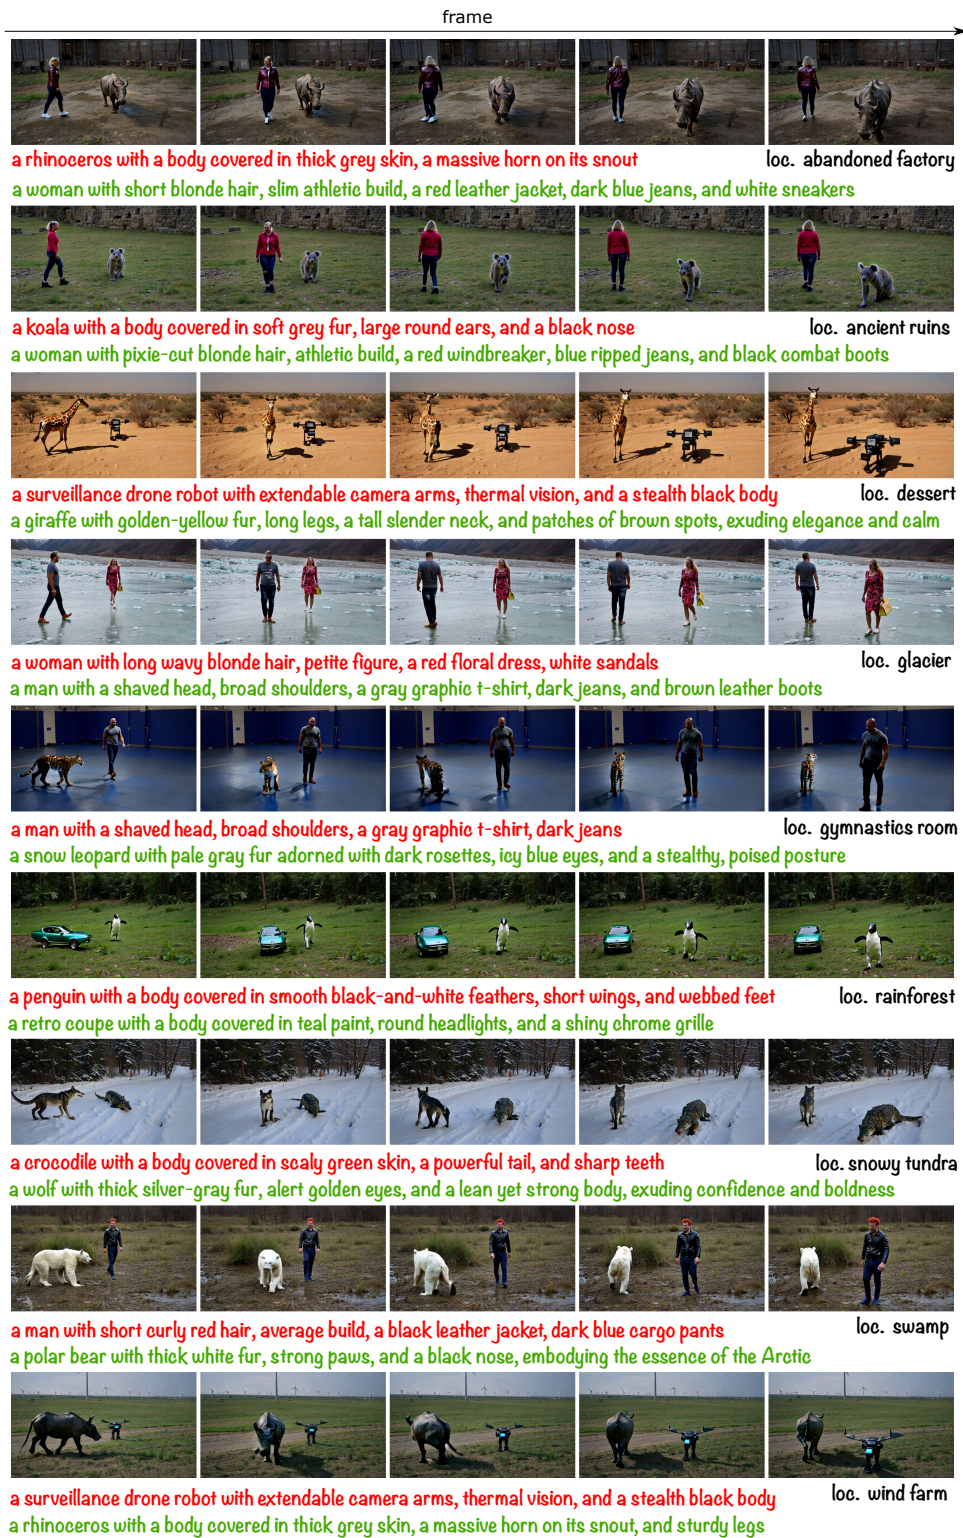 frame
a rhinoceros with a body covered in thick grey skin, a massive horn on its snout
loc. abandoned factory
a woman with short blonde hair, slim athletic build, a red leather jacket, dark blue jeans, and white sneakers
a koala with a body covered in soft grey fur, large round ears, and a black nose
loc. ancient ruins
a woman with pixie-cut blonde hair, athletic build, a red windbreaker, blue ripped jeans, and black combat boots
a surveillance drone robot with extendable camera arms, thermal vision, and a stealth black body
loc. dessert
a giraffe with golden-yellow fur, long legs, a tall slender neck, and patches of brown spots, exuding elegance and calm
a woman with long wavy blonde hair, petite figure, a red floral dress, white sandals
loc. glacier
a man with a shaved head, broad shoulders, a gray graphic t-shirt, dark jeans, and brown leather boots
a man with a shaved head, broad shoulders, a gray graphic t-shirt, dark jeans
loc. gymnastics room
a snow leopard with pale gray fur adorned with dark rosettes, icy blue eyes, and a stealthy, poised posture
a penguin with a body covered in smooth black-and-white feathers, short wings, and webbed feet
loc. rainforest
a retro coupe with a body covered in teal paint, round headlights, and a shiny chrome grille
a crocodile with a body covered in scaly green skin, a powerful tail, and sharp teeth
loc. snowy tundra
a wolf with thick silver-gray fur, alert golden eyes, and a lean yet strong body, exuding confidence and boldness
a man with short curly red hair, average build, a black leather jacket, dark blue cargo pants
loc. swamp
a polar bear with thick white fur, strong paws, and a black nose, embodying the essence of the Arctic
a surveillance drone robot with extendable camera arms, thermal vision, and a stealth black body
loc. wind farm
a rhinoceros with a body covered in thick grey skin, a massive horn on its snout, and sturdy legs